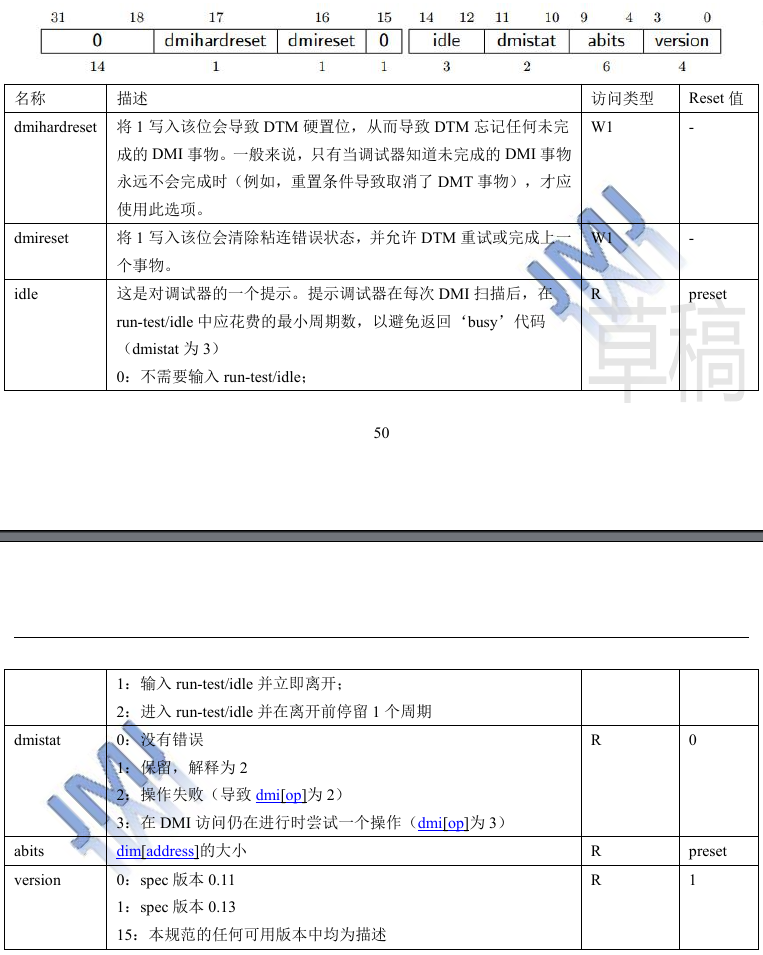 31 18 17 16 15 14 12 11 10 9 4 3 0
0 dmihardreset dmireset 0 idle dmistat abits version
14 1 1 1 3 2 6 4
名称 描述 访问类型 Reset 值
dmihardreset 将 1 写入该位会导致 DTM 硬置位，从而导致 DTM 忘记任何未完 W1 -
成的 DMI 事物。一般来说，只有当调试器知道未完成的 DMI 事物
永远不会完成时（例如，重置条件导致取消了 DMT 事物），才应
使用此选项。
dmireset 将 1 写入该位会清除粘连错误状态，并允许 DTM 重试或完成上一 W1 -
个事物。
idle 这是对调试器的一个提示。提示调试器在每次 DMI 扫描后，在 R preset
run-test/idle 中应花费的最小周期数，以避免返回‘busy’代码
（dmistat 为 3）
0：不需要输入 run-test/idle；
JMJ
草稿
50
1：输入 run-test/idle 并立即离开；
2：进入 run-test/idle 并在离开前停留 1 个周期
dmistat 0：没有错误 R 0
1：保留，解释为 2
2：操作失败（导致 dmi[op]为 2）
3：在 DMI 访问仍在进行时尝试一个操作（dmi[op]为 3）
JMJ
abits dim[address]的大小 R preset
version 0：spec 版本 0.11 R 1
1：spec 版本 0.13
15：本规范的任何可用版本中均为描述